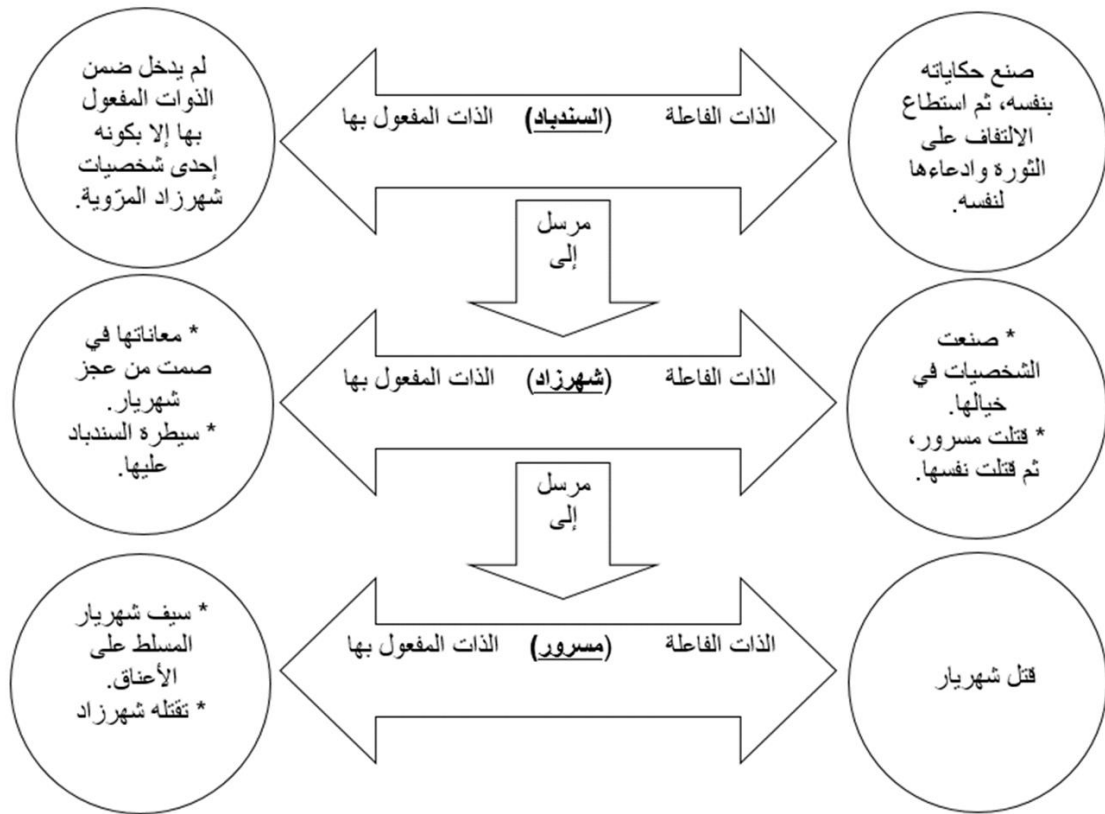 صنع حكاياته
بنفسه، ثم استطاع
الالتفاف على
الثورة وادعاءها
لنفسه.
الذات الفاعلة (السندباد) الذات المفعول بها
لم يدخل ضمن
الذوات المفعول
بها إلا بكونه
إحدى شخصيات
شهرزاد المرّوية.
مرسل
إلى
* صنعت
الشخصيات في
خيالها.
* قتلت مسرور،
ثم قتلت نفسها.
الذات الفاعلة (شهرزاد) الذات المفعول بها
* معاناتها في
صمت من عجز
شهريار.
* سيطرة السندباد
عليها.
مرسل
إلى
قتل شهريار
الذات الفاعلة (مسرور) الذات المفعول بها
* سيف شهريار
المسلط على
الأعناق.
* تقتله شهرزاد